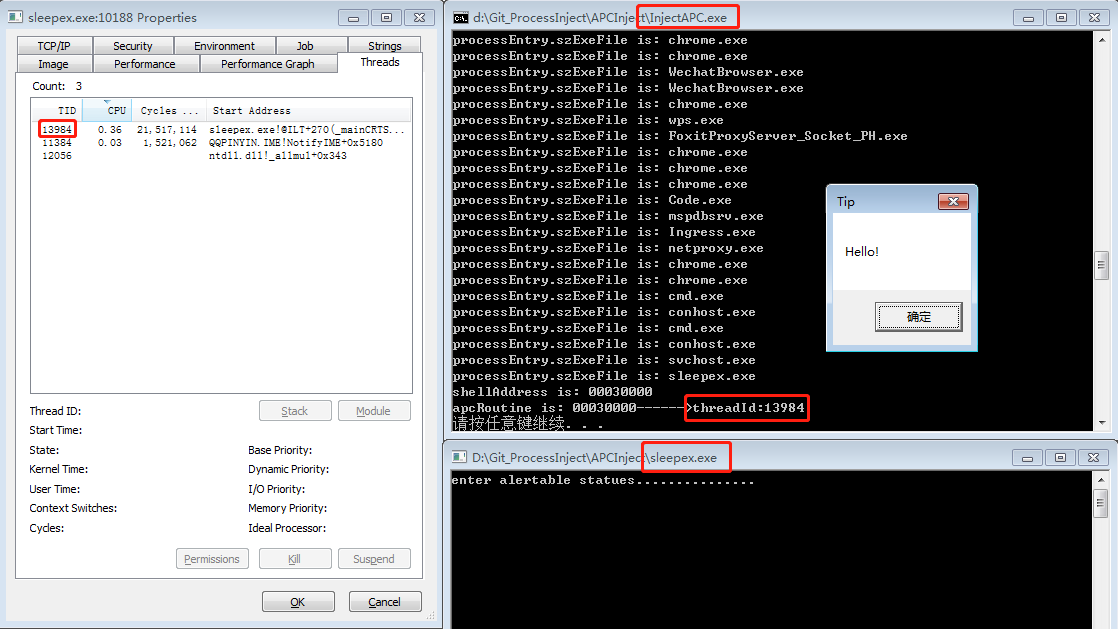 sleepex.exe:10188 Properties
TCP/IP Security Environment Job Strings
Image Performance Performance Graph Threads
Count: 3
TID CPU Cycles ... Start Address
13984 0.36 21,517,114 sleepex.exe!@ILT+270(_mainCRTS...
11384 0.03 1,521,062 QQPINYIN.IME!NotifyIME+0x5180
12056 ntdll.dll!_allmul+0x343
Thread ID: Stack Module
Start Time:
State: Base Priority:
Kernel Time: Dynamic Priority:
User Time: I/O Priority:
Context Switches: Memory Priority:
Cycles: Ideal Processor:
Permissions Kill Suspend
OK Cancel
d:\Git_ProcessInject\APCInject\InjectAPC.exe
processEntry.szExeFile is: chrome.exe
processEntry.szExeFile is: chrome.exe
processEntry.szExeFile is: WechatBrowser.exe
processEntry.szExeFile is: WechatBrowser.exe
processEntry.szExeFile is: chrome.exe
processEntry.szExeFile is: wps.exe
processEntry.szExeFile is: FoxitProxyServer_Socket_PH.exe
processEntry.szExeFile is: chrome.exe
processEntry.szExeFile is: chrome.exe
processEntry.szExeFile is: chrome.exe
processEntry.szExeFile is: Code.exe
processEntry.szExeFile is: mspdbsrv.exe
processEntry.szExeFile is: Ingress.exe
processEntry.szExeFile is: netproxy.exe
processEntry.szExeFile is: chrome.exe
processEntry.szExeFile is: chrome.exe
processEntry.szExeFile is: cmd.exe
processEntry.szExeFile is: conhost.exe
processEntry.szExeFile is: cmd.exe
processEntry.szExeFile is: conhost.exe
processEntry.szExeFile is: svchost.exe
processEntry.szExeFile is: sleepex.exe
shellAddress is: 00030000
apcRoutine is: 00030000------>threadId:13984
请按任意键继续. . .
Tip
Hello!
确定
D:\Git_ProcessInject\APCInject\sleepex.exe
enter alertable statues...............